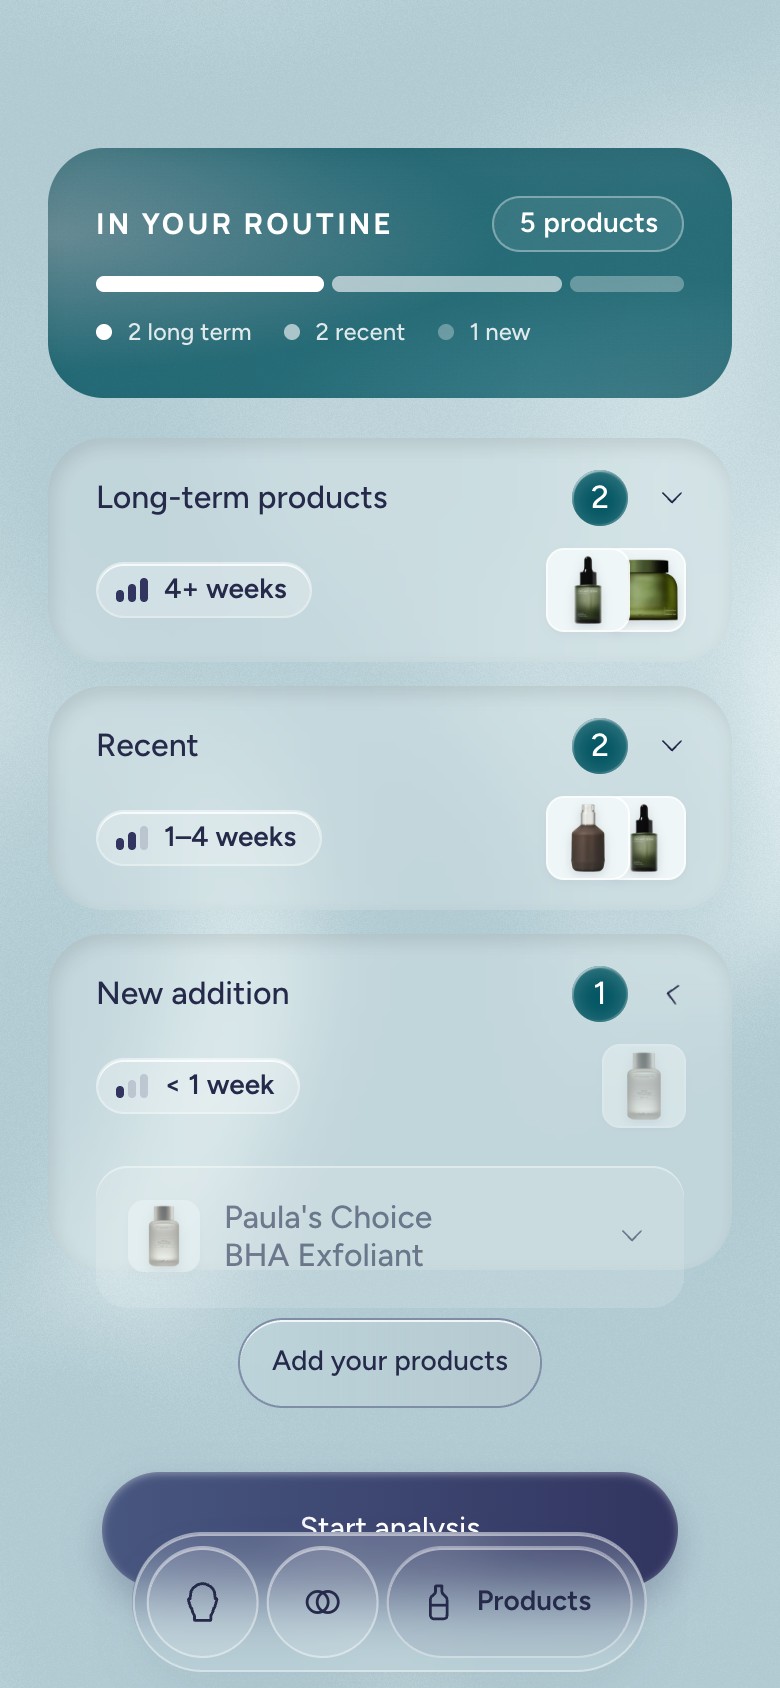 IN YOUR ROUTINE
5 products
2 long term
2 recent
1 new
Long-term products
2
4+ weeks
Recent
2
1–4 weeks
New addition
1
< 1 week
Paula's Choice
BHA Exfoliant
Add your products
Start analysis
Products